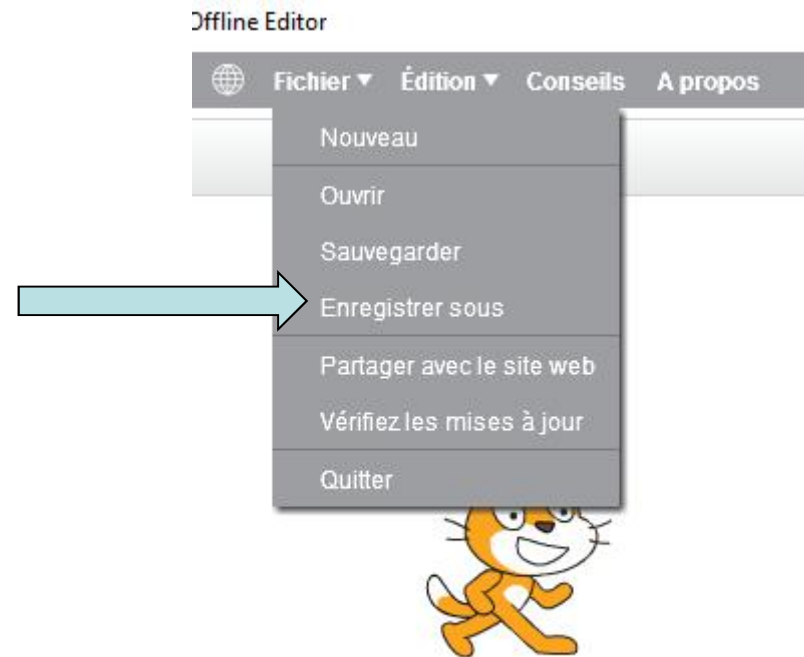 Offline Editor
Fichier ▼ Édition ▼ Conseils A propos
Nouveau
Ouvrir
Sauvegarder
Enregistrer sous
Partager avec le site web
Vérifiez les mises à jour
Quitter